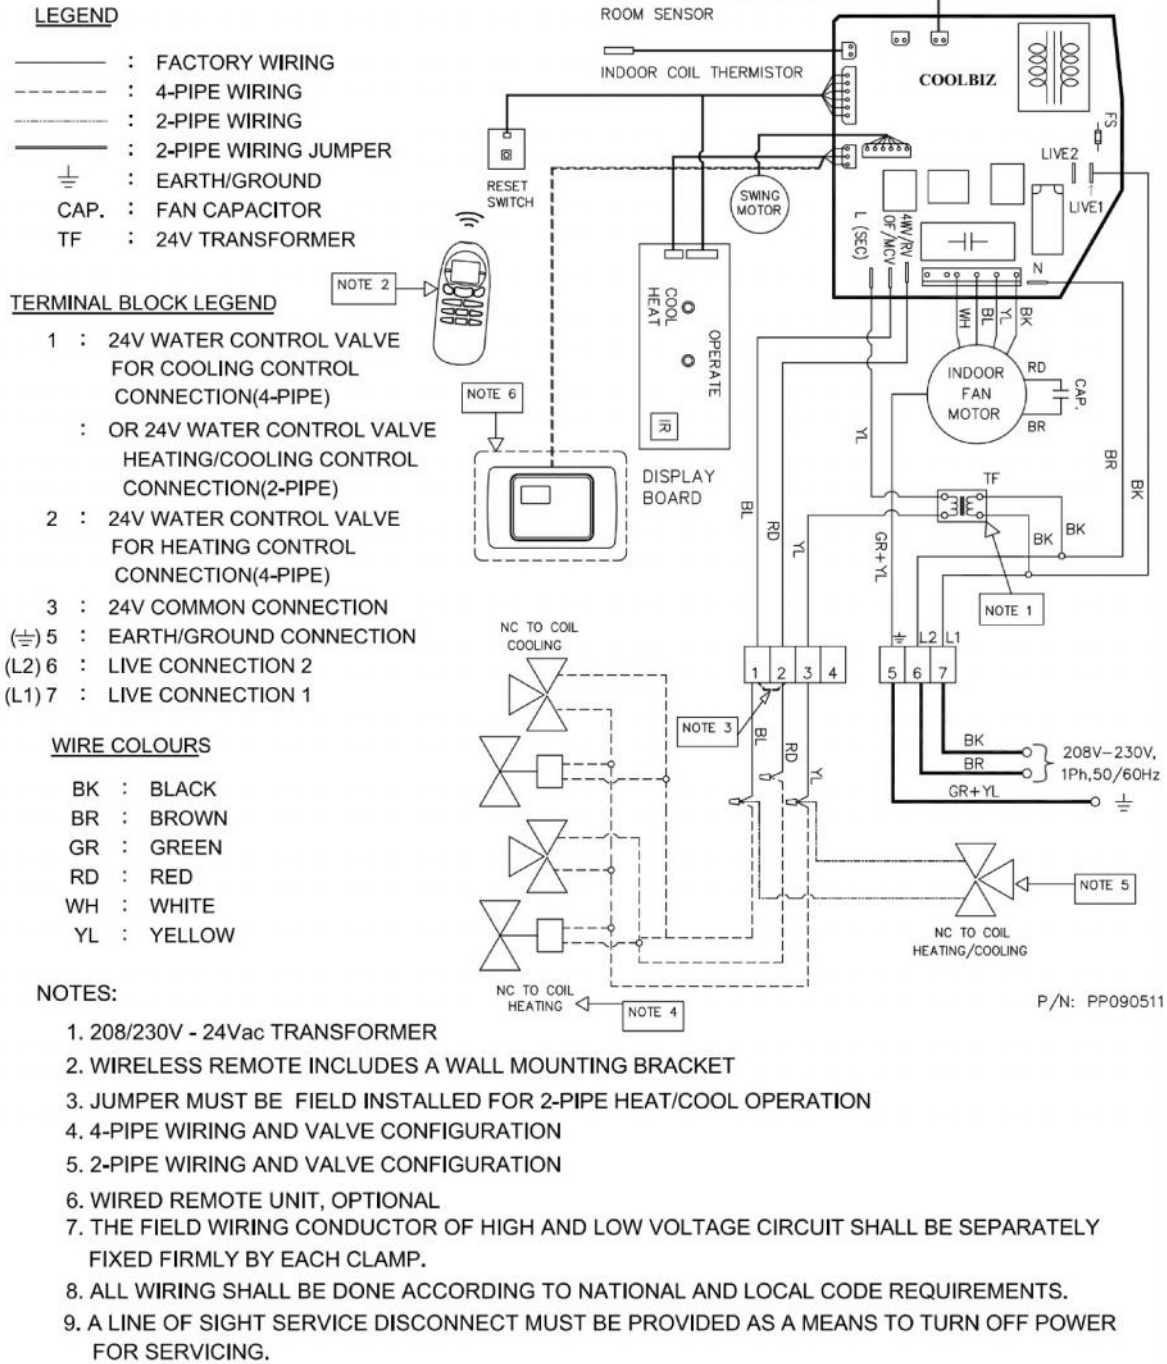 LEGEND
: FACTORY WIRING
: 4-PIPE WIRING
: 2-PIPE WIRING
: 2-PIPE WIRING JUMPER
: EARTH/GROUND
CAP. : FAN CAPACITOR
TF : 24V TRANSFORMER
TERMINAL BLOCK LEGEND
1 : 24V WATER CONTROL VALVE
FOR COOLING CONTROL
CONNECTION(4-PIPE)
: OR 24V WATER CONTROL VALVE
HEATING/COOLING CONTROL
CONNECTION(2-PIPE)
2 : 24V WATER CONTROL VALVE
FOR HEATING CONTROL
CONNECTION(4-PIPE)
3 : 24V COMMON CONNECTION
(⏚) 5 : EARTH/GROUND CONNECTION
(L2) 6 : LIVE CONNECTION 2
(L1) 7 : LIVE CONNECTION 1
WIRE COLOURS
BK : BLACK
BR : BROWN
GR : GREEN
RD : RED
WH : WHITE
YL : YELLOW
ROOM SENSOR
INDOOR COIL THERMISTOR
COOLBIZ
FS
LIVE2
LIVE1
RESET
SWITCH
SWING
MOTOR
L (SEC)
OF/MCV
4WV/RV
N
NOTE 2
COOL
HEAT
OPERATE
IR
DISPLAY
BOARD
NOTE 6
WH
BL
YL
BK
INDOOR
FAN
MOTOR
RD
BR
CAP.
YL
BR
BK
TF
BL
RD
YL
GR+YL
BK
BK
NOTE 1
NC TO COIL
COOLING
1 2 3 4
L2 L1
5 6 7
NOTE 3
BL
RD
YL
BK
BR
GR+YL
208V-230V,
1Ph,50/60Hz
NOTE 5
NC TO COIL
HEATING/COOLING
NC TO COIL
HEATING
NOTE 4
P/N: PP090511
NOTES:
1. 208/230V - 24Vac TRANSFORMER
2. WIRELESS REMOTE INCLUDES A WALL MOUNTING BRACKET
3. JUMPER MUST BE FIELD INSTALLED FOR 2-PIPE HEAT/COOL OPERATION
4. 4-PIPE WIRING AND VALVE CONFIGURATION
5. 2-PIPE WIRING AND VALVE CONFIGURATION
6. WIRED REMOTE UNIT, OPTIONAL
7. THE FIELD WIRING CONDUCTOR OF HIGH AND LOW VOLTAGE CIRCUIT SHALL BE SEPARATELY
FIXED FIRMLY BY EACH CLAMP.
8. ALL WIRING SHALL BE DONE ACCORDING TO NATIONAL AND LOCAL CODE REQUIREMENTS.
9. A LINE OF SIGHT SERVICE DISCONNECT MUST BE PROVIDED AS A MEANS TO TURN OFF POWER
FOR SERVICING.